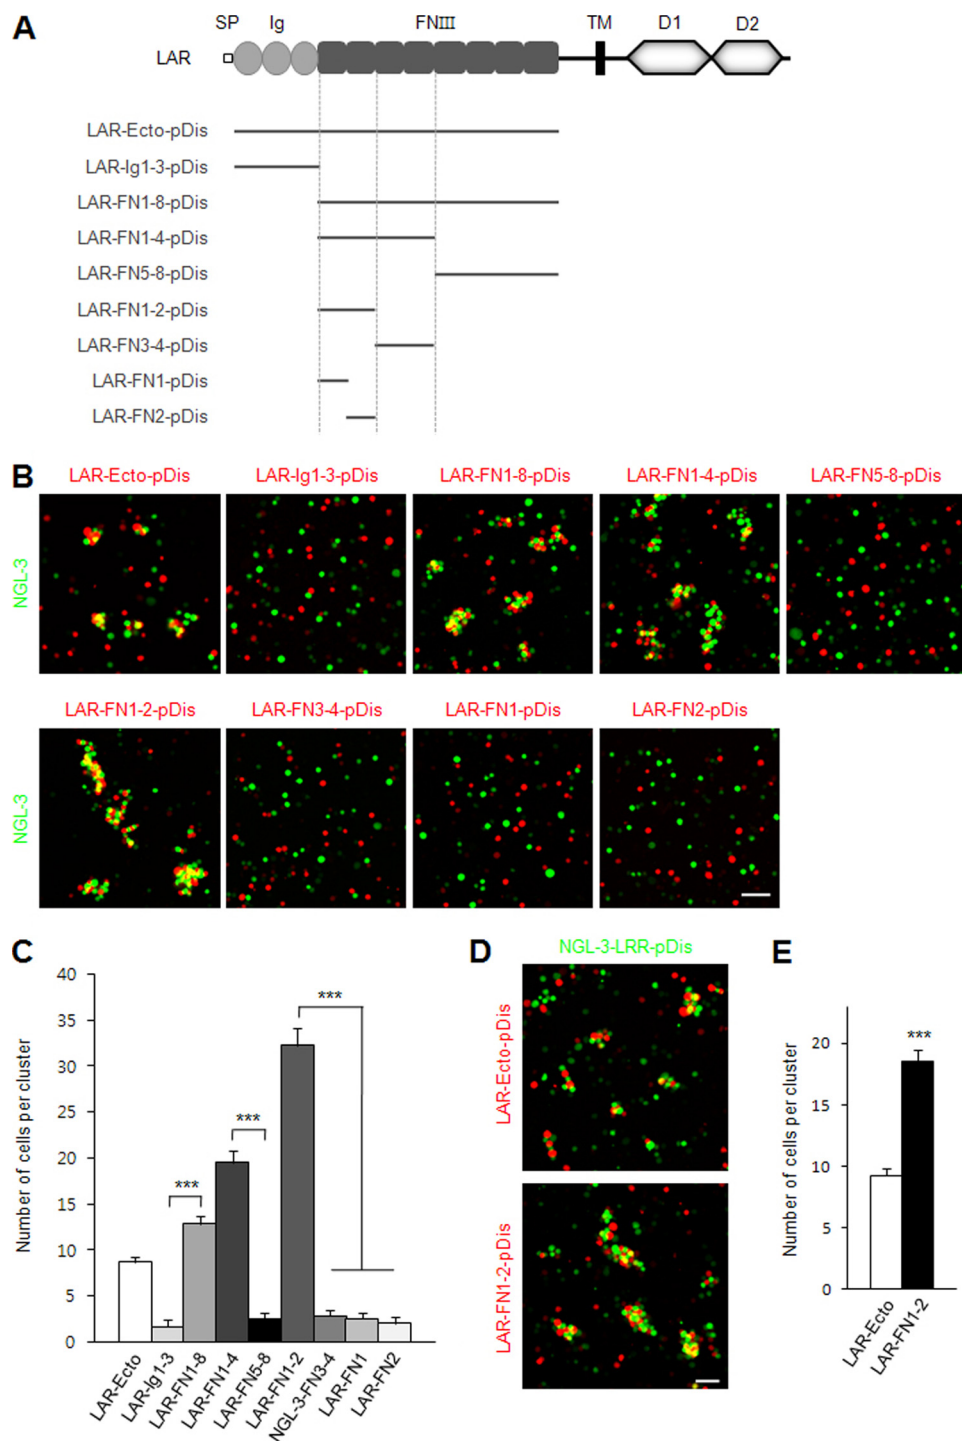 A
SP Ig FNIII TM D1 D2
LAR
LAR-Ecto-pDis
LAR-Ig1-3-pDis
LAR-FN1-8-pDis
LAR-FN1-4-pDis
LAR-FN5-8-pDis
LAR-FN1-2-pDis
LAR-FN3-4-pDis
LAR-FN1-pDis
LAR-FN2-pDis
B
LAR-Ecto-pDis LAR-Ig1-3-pDis LAR-FN1-8-pDis LAR-FN1-4-pDis LAR-FN5-8-pDis
NGL-3
LAR-FN1-2-pDis LAR-FN3-4-pDis LAR-FN1-pDis LAR-FN2-pDis
NGL-3
C
Number of cells per cluster
40
35
30
25
20
15
10
5
0
***
***
***
LAR-Ecto
LAR-Ig1-3
LAR-FN1-8
LAR-FN1-4
LAR-FN5-8
LAR-FN1-2
NGL-3-FN3-4
LAR-FN1
LAR-FN2
D
NGL-3-LRR-pDis
LAR-Ecto-pDis
LAR-FN1-2-pDis
E
Number of cells per cluster
20
15
10
5
0
***
LAR-Ecto
LAR-FN1-2